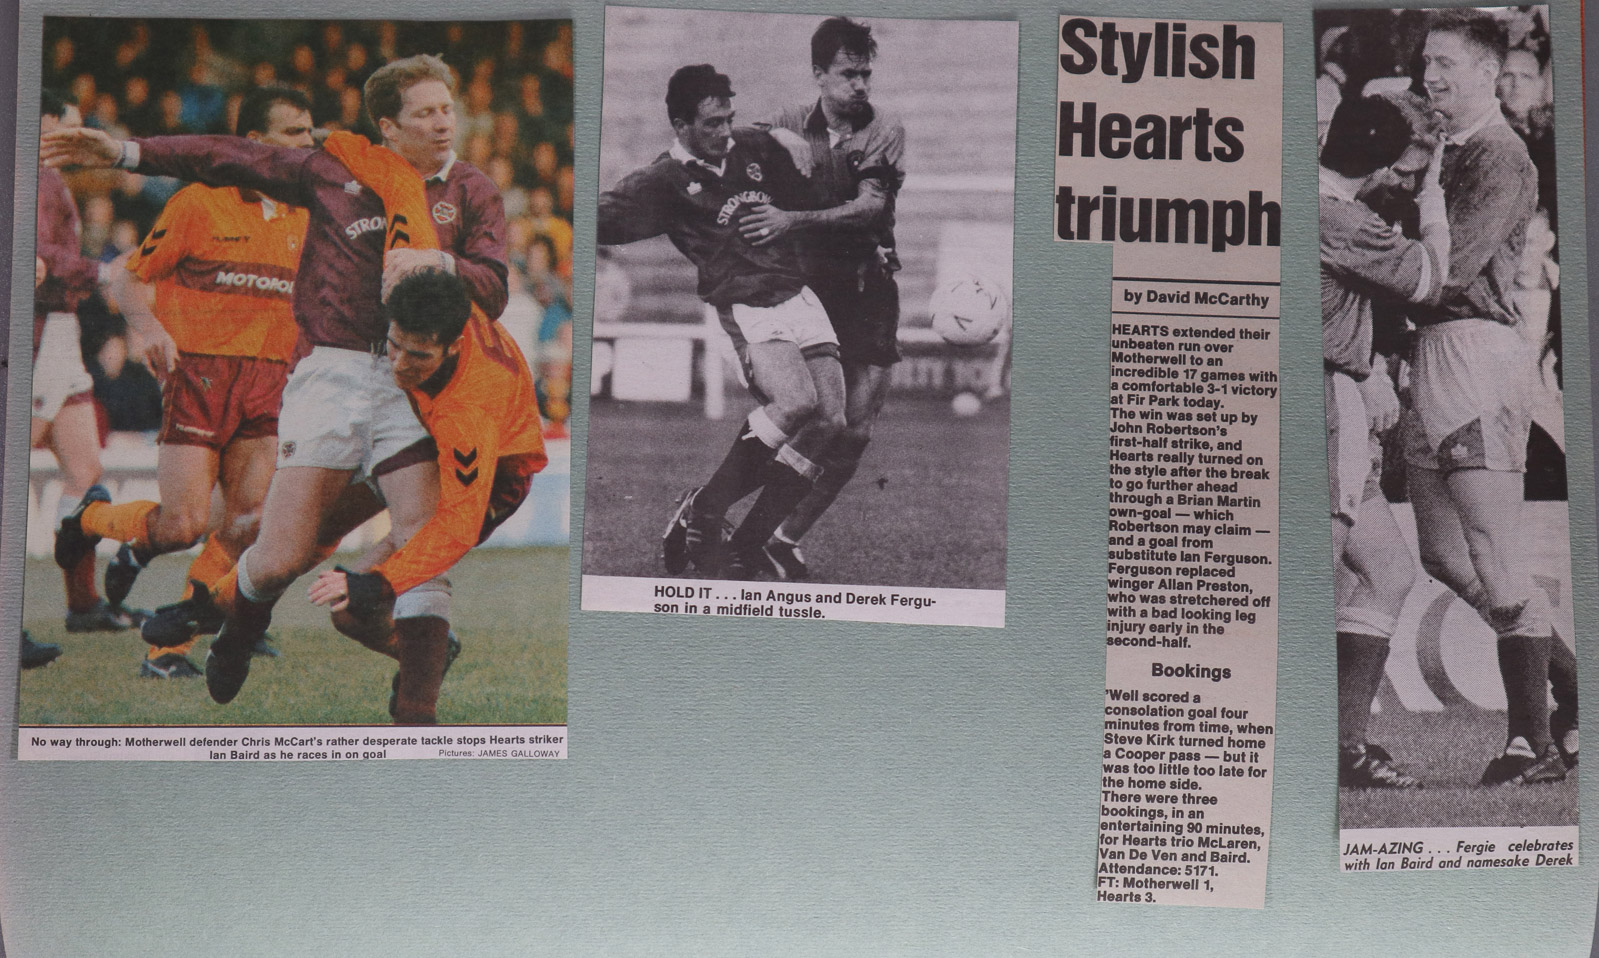 STRON
MOTOROL
No way through: Motherwell defender Chris McCart's rather desperate tackle stops Hearts striker
Ian Baird as he races in on goal
Pictures: JAMES GALLOWAY
STRONGBOW
HOLD IT . . . Ian Angus and Derek Fergu-
son in a midfield tussle.
Stylish
Hearts
triumph
by David McCarthy
HEARTS extended their
unbeaten run over
Motherwell to an
incredible 17 games with
a comfortable 3-1 victory
at Fir Park today.
The win was set up by
John Robertson's
first-half strike, and
Hearts really turned on
the style after the break
to go further ahead
through a Brian Martin
own-goal — which
Robertson may claim —
and a goal from
substitute Ian Ferguson.
Ferguson replaced
winger Allan Preston,
who was stretchered off
with a bad looking leg
injury early in the
second-half.
Bookings
'Well scored a
consolation goal four
minutes from time, when
Steve Kirk turned home
a Cooper pass — but it
was too little too late for
the home side.
There were three
bookings, in an
entertaining 90 minutes,
for Hearts trio McLaren,
Van De Ven and Baird.
Attendance: 5171.
FT: Motherwell 1,
Hearts 3.
JAM-AZING . . . Fergie celebrates
with Ian Baird and namesake Derek